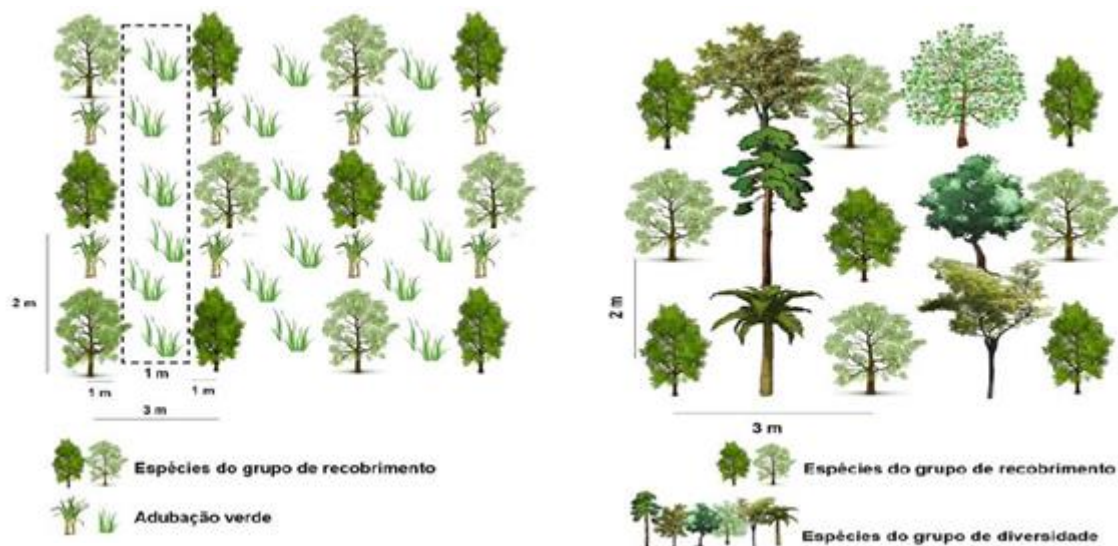 2 m
1 m
1 m
1 m
3 m
Espécies do grupo de recobrimento
Adubação verde
2m
3 m
Espécies do grupo de recobrimento
Espécies do grupo de diversidade